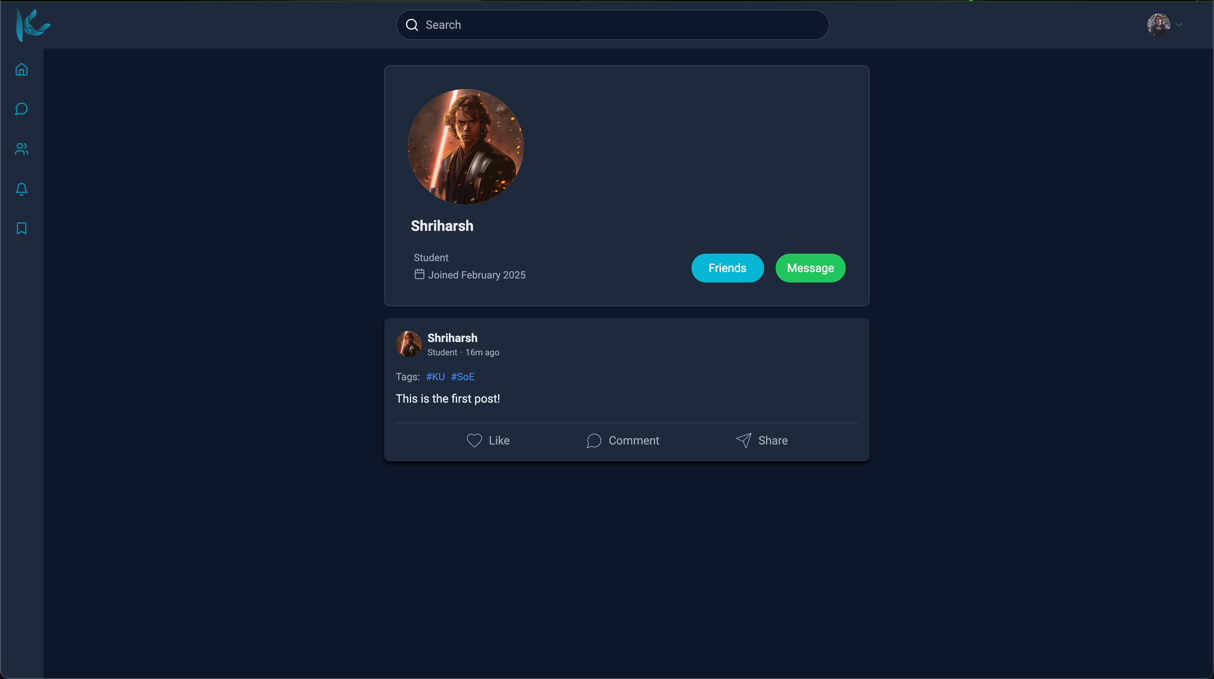 Search
Shriharsh
Student
Joined February 2025
Friends
Message
Shriharsh
Student · 16m ago
Tags: #KU #SoE
This is the first post!
Like
Comment
Share